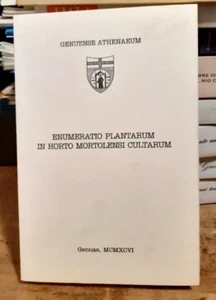 GENUENSE ATHENAEUM
ENUMERATIO PLANTARUM
IN HORTO MORTOLENSI CULTARUM
Genuae, MCMXCVI